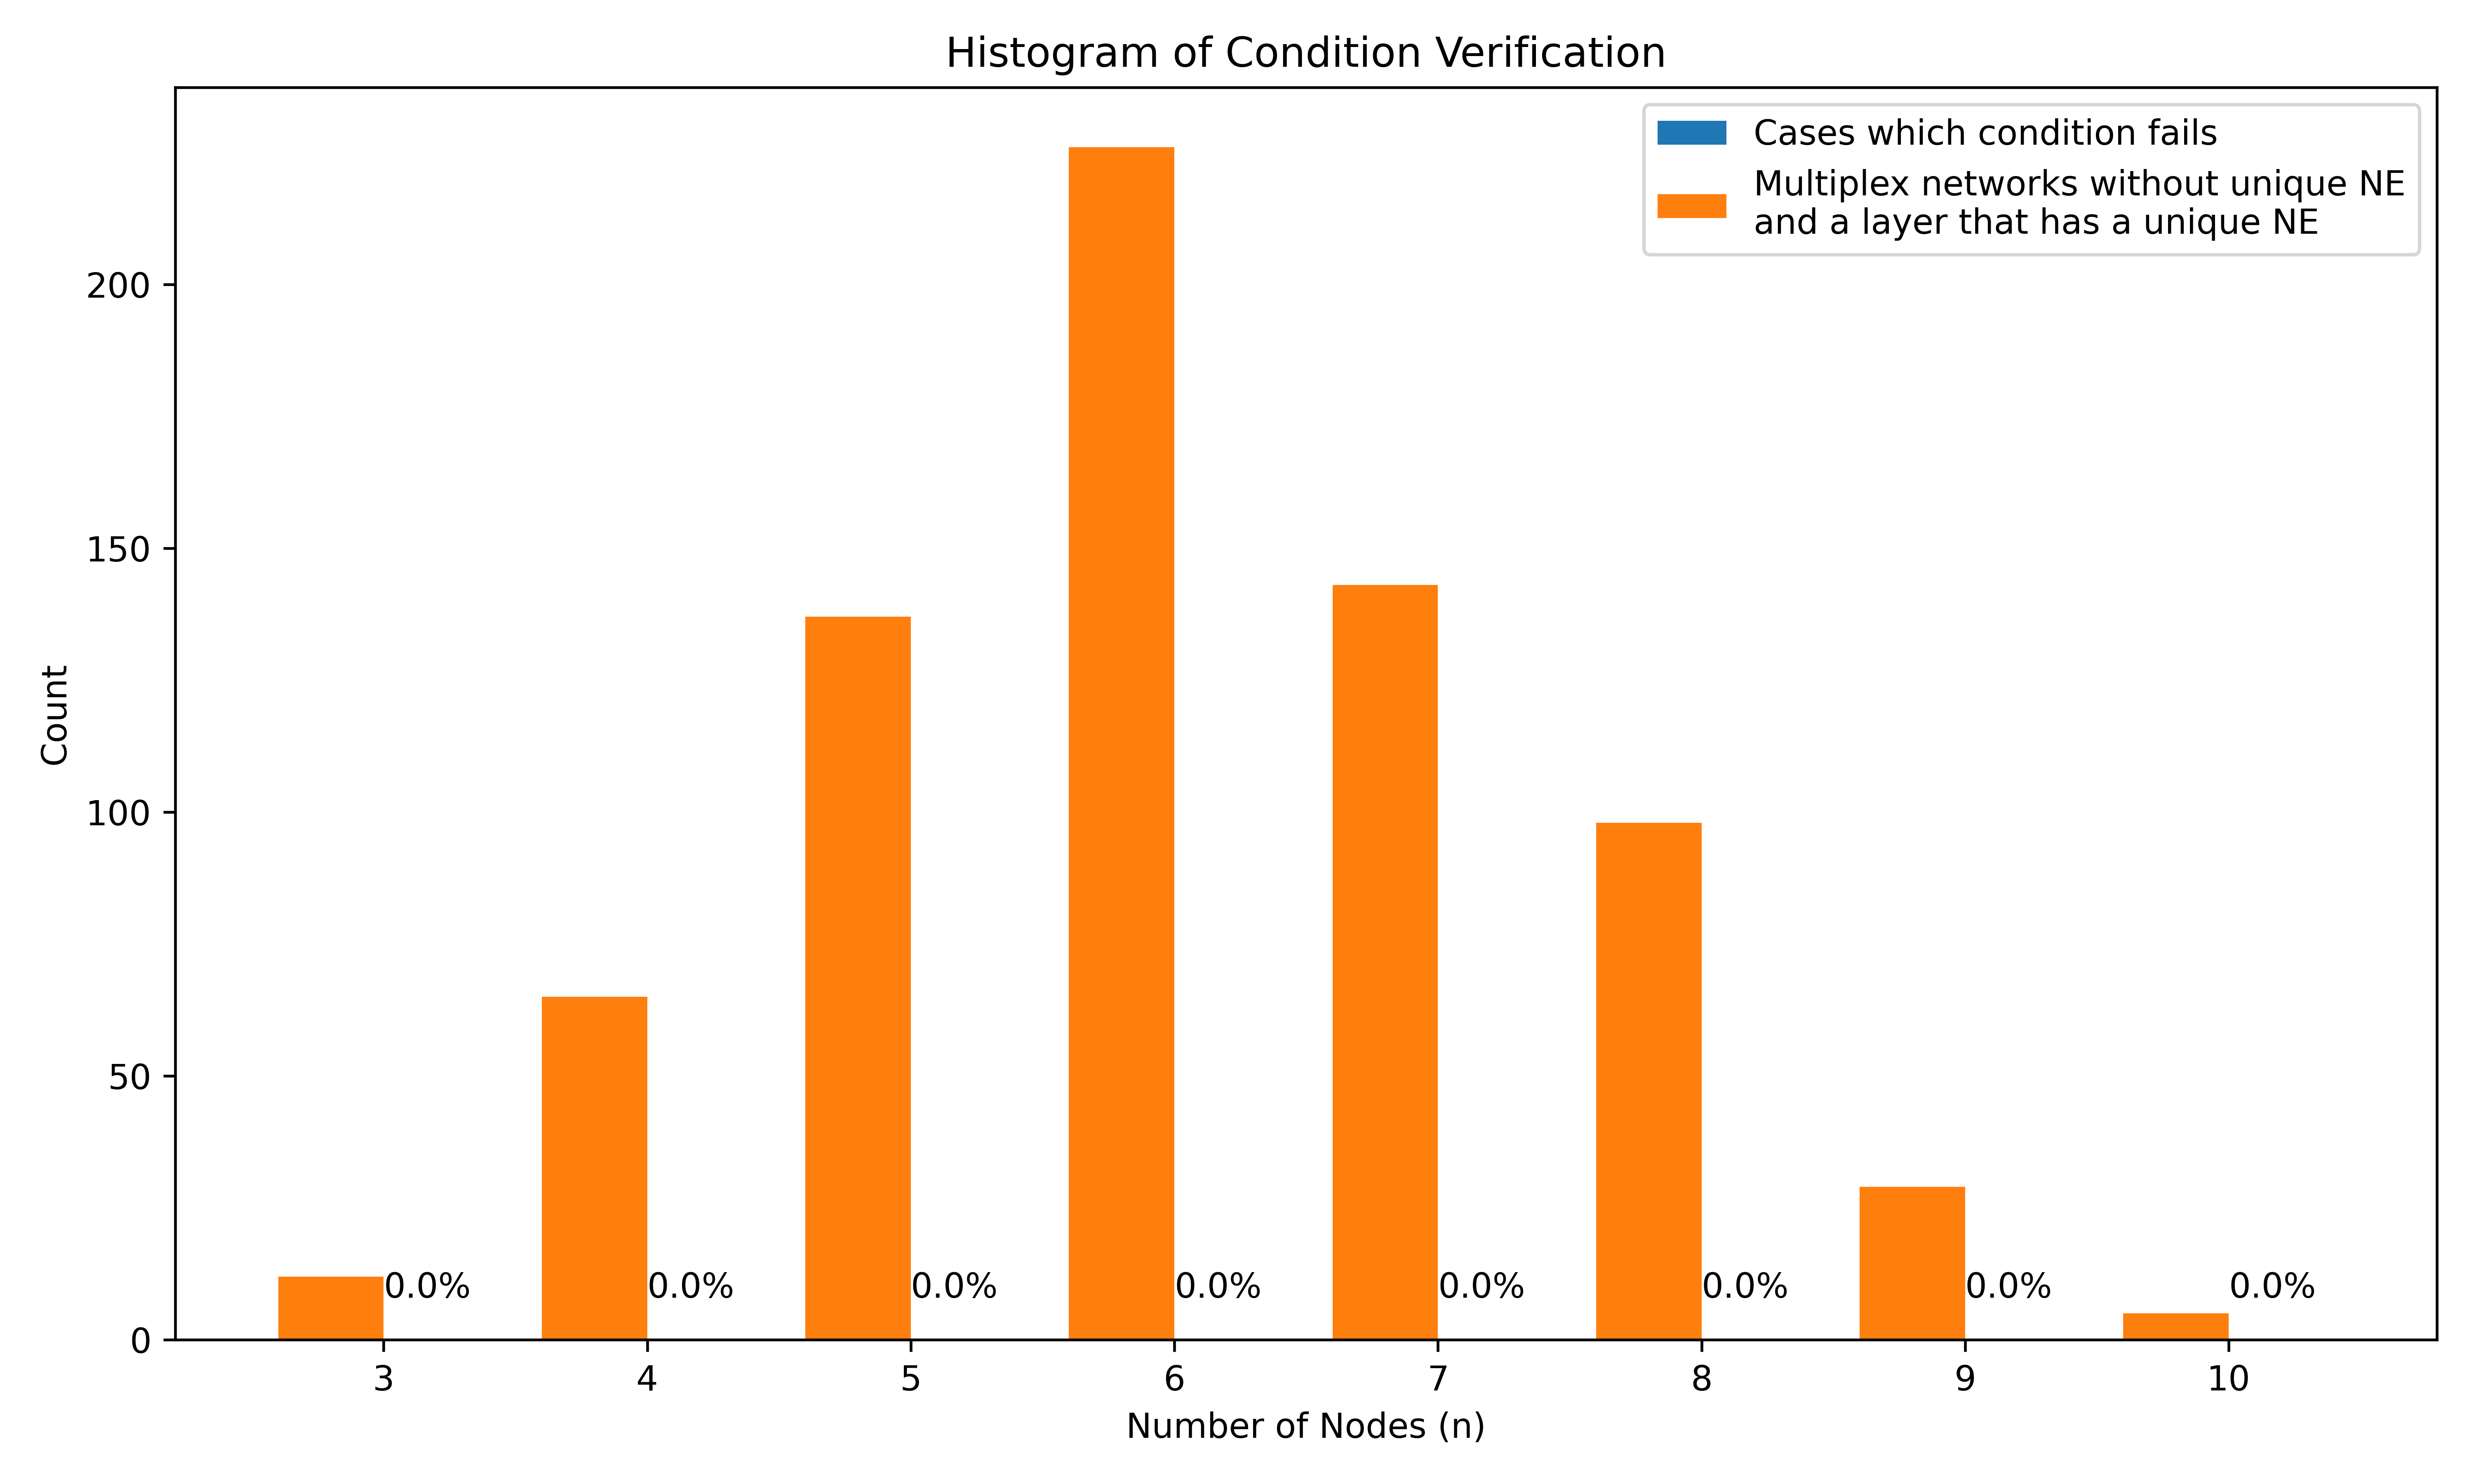 Histogram of Condition Verification
Cases which condition fails
Multiplex networks without unique NE
and a layer that has a unique NE
Count
200
150
100
50
0
0.0% 0.0% 0.0% 0.0% 0.0% 0.0% 0.0% 0.0%
3 4 5 6 7 8 9 10
Number of Nodes (n)